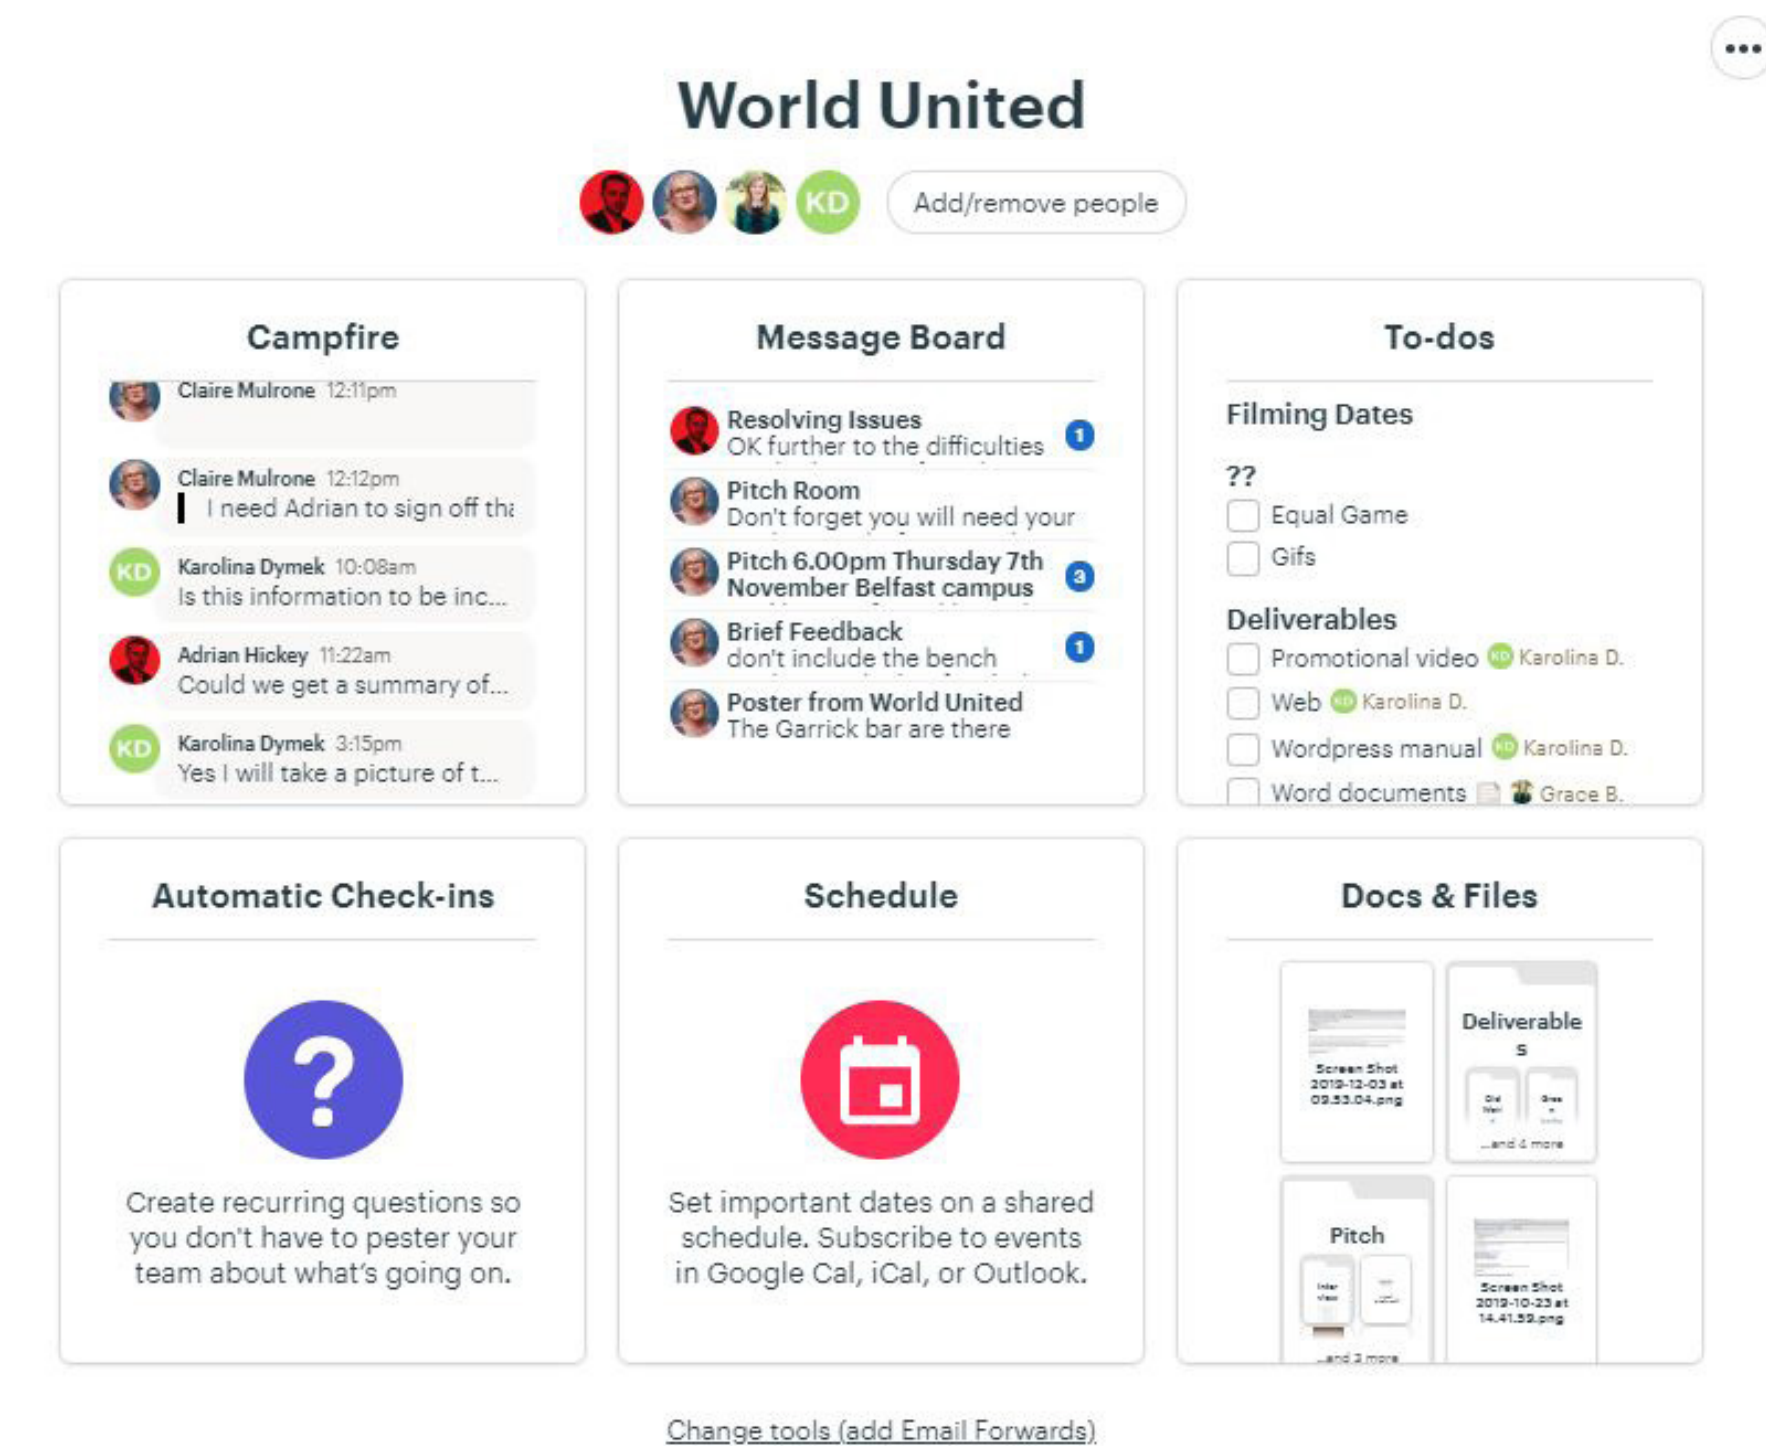 World United
KD
Add/remove people
Campfire
Claire Mulrone 12:11pm
Claire Mulrone 12:12pm
I need Adrian to sign off tha
KD
Karolina Dymek 10:08am
Is this information to be inc...
Adrian Hickey 11:22am
Could we get a summary of...
KD
Karolina Dymek 3:15pm
Yes I will take a picture of t...
Message Board
Resolving Issues
OK further to the difficulties
1
Pitch Room
Don't forget you will need your
Pitch 6.00pm Thursday 7th
November Belfast campus
3
Brief Feedback
don't include the bench
1
Poster from World United
The Garrick bar are there
To-dos
Filming Dates
??
Equal Game
Gifs
Deliverables
Promotional video KD Karolina D.
Web KD Karolina D.
Wordpress manual KD Karolina D.
Word documents Grace B.
Automatic Check-ins
?
Create recurring questions so
you don't have to pester your
team about what's going on.
Schedule
Set important dates on a shared
schedule. Subscribe to events
in Google Cal, iCal, or Outlook.
Docs & Files
Screen Shot
2019-12-03 at
09.53.04.png
Deliverable
s
...and 4 more
Pitch
Inter
view
...and 3 more
Screen Shot
2019-10-23 at
14.41.59.png
Change tools (add Email Forwards)